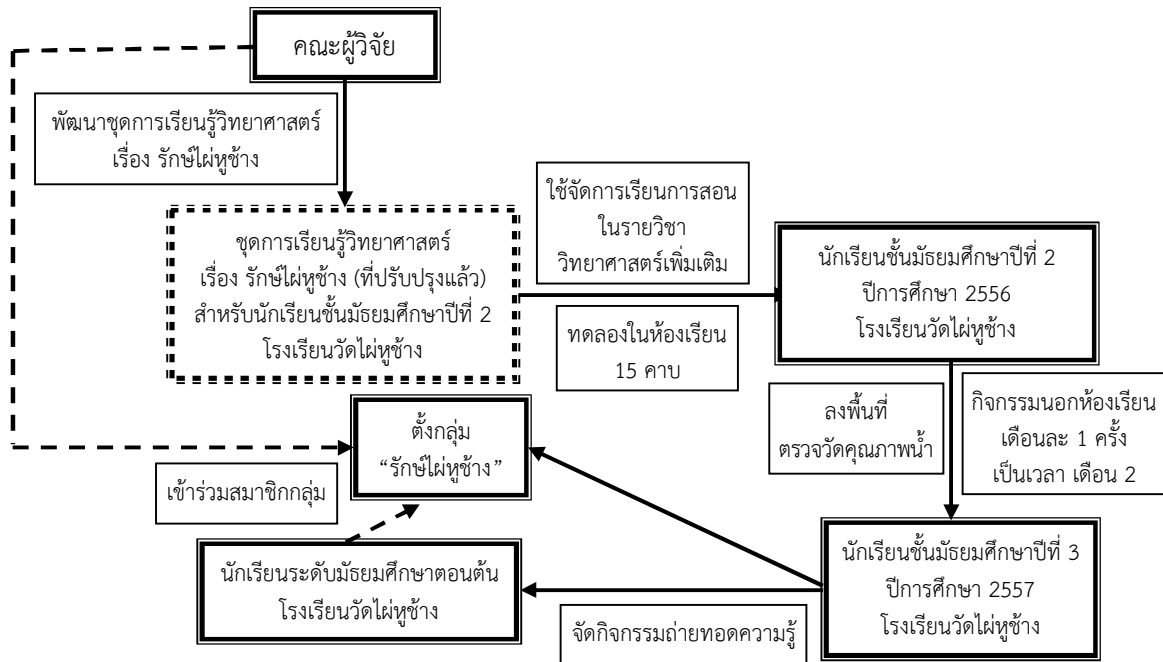 คณะผู้วิจัย
พัฒนาชุดการเรียนรู้วิทยาศาสตร์
เรื่อง รักษ์ไผ่หูช้าง
ชุดการเรียนรู้วิทยาศาสตร์
เรื่อง รักษ์ไผ่หูช้าง (ที่ปรับปรุงแล้ว)
สำหรับนักเรียนชั้นมัธยมศึกษาปีที่ 2
โรงเรียนวัดไผ่หูช้าง
ใช้จัดการเรียนการสอน
ในรายวิชา
วิทยาศาสตร์เพิ่มเติม
ทดลองในห้องเรียน
15 คาบ
นักเรียนชั้นมัธยมศึกษาปีที่ 2
ปีการศึกษา 2556
โรงเรียนวัดไผ่หูช้าง
ลงพื้นที่
ตรวจวัดคุณภาพน้ำ
กิจกรรมนอกห้องเรียน
เดือนละ 1 ครั้ง
เป็นเวลา เดือน 2
ตั้งกลุ่ม
“รักษ์ไผ่หูช้าง”
เข้าร่วมสมาชิกกลุ่ม
นักเรียนระดับมัธยมศึกษาตอนต้น
โรงเรียนวัดไผ่หูช้าง
นักเรียนชั้นมัธยมศึกษาปีที่ 3
ปีการศึกษา 2557
โรงเรียนวัดไผ่หูช้าง
จัดกิจกรรมถ่ายทอดความรู้